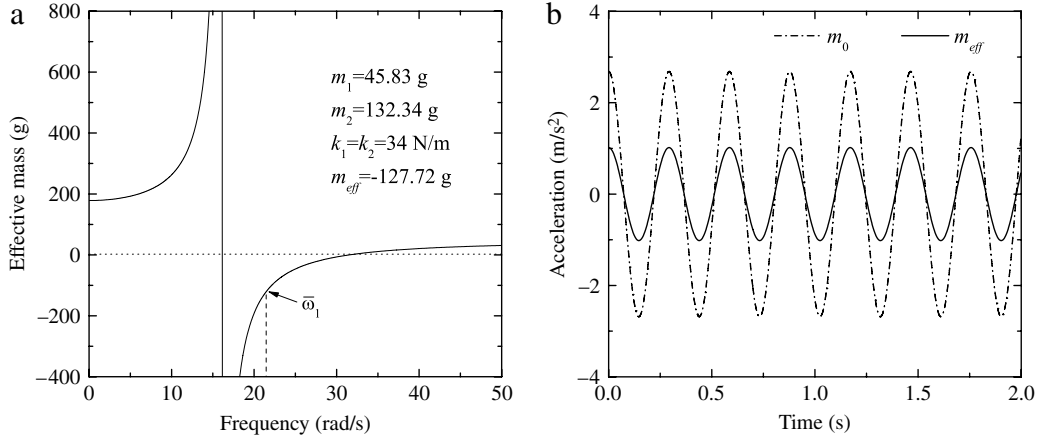 a
800
600
400
200
0
−200
−400
Effective mass (g)
m1=45.83 g
m2=132.34 g
k1=k2=34 N/m
meff=-127.72 g
ω̅1
0 10 20 30 40 50
Frequency (rad/s)
b
4
2
0
−2
−4
Acceleration (m/s²)
m0 meff
0.0 0.5 1.0 1.5 2.0
Time (s)